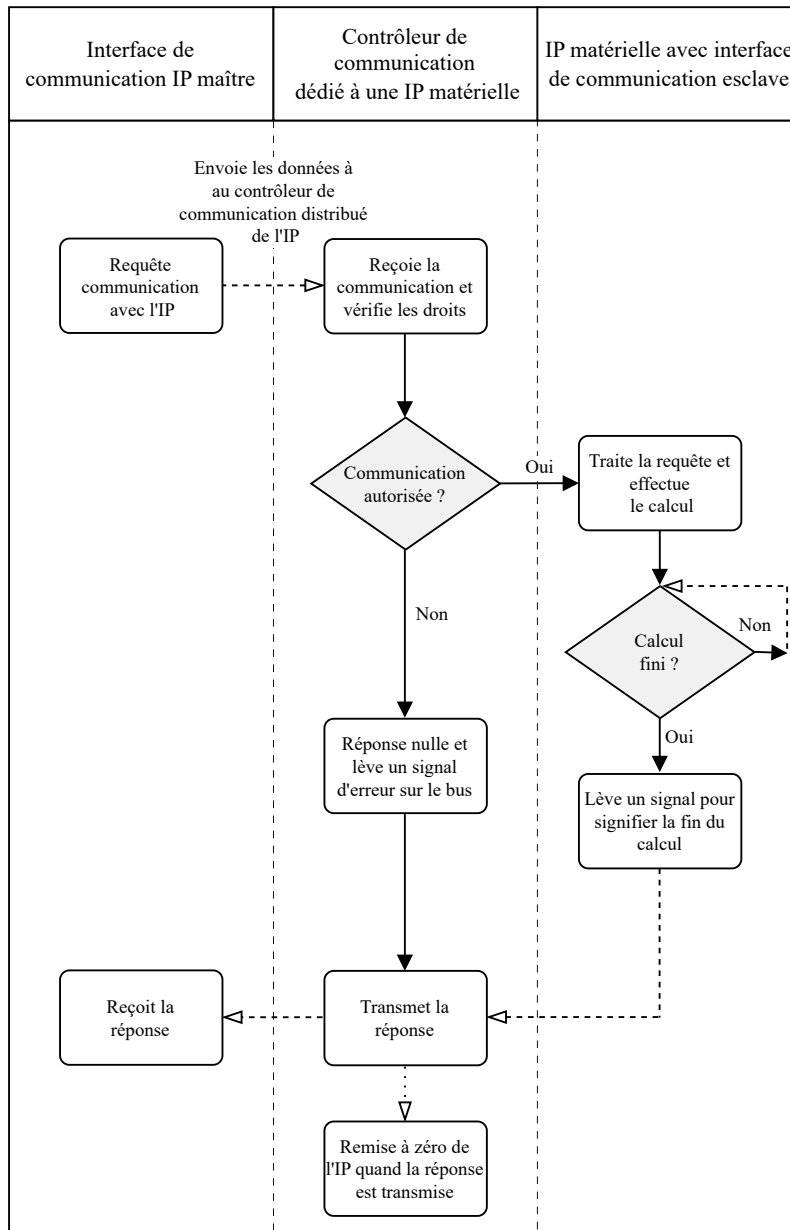 Interface de
communication IP maître
Contrôleur de
communication
dédié à une IP matérielle
IP matérielle avec interface
de communication esclave
Envoie les données à
au contrôleur de
communication distribué
de l'IP
Requête
communication
avec l'IP
Reçoie la
communication et
vérifie les droits
Communication
autorisée ?
Oui
Traite la requête et
effectue
le calcul
Non
Calcul
fini ?
Non
Oui
Réponse nulle et
lève un signal
d'erreur sur le bus
Lève un signal pour
signifier la fin du
calcul
Reçoit la
réponse
Transmet la
réponse
Remise à zéro de
l'IP quand la réponse
est transmise